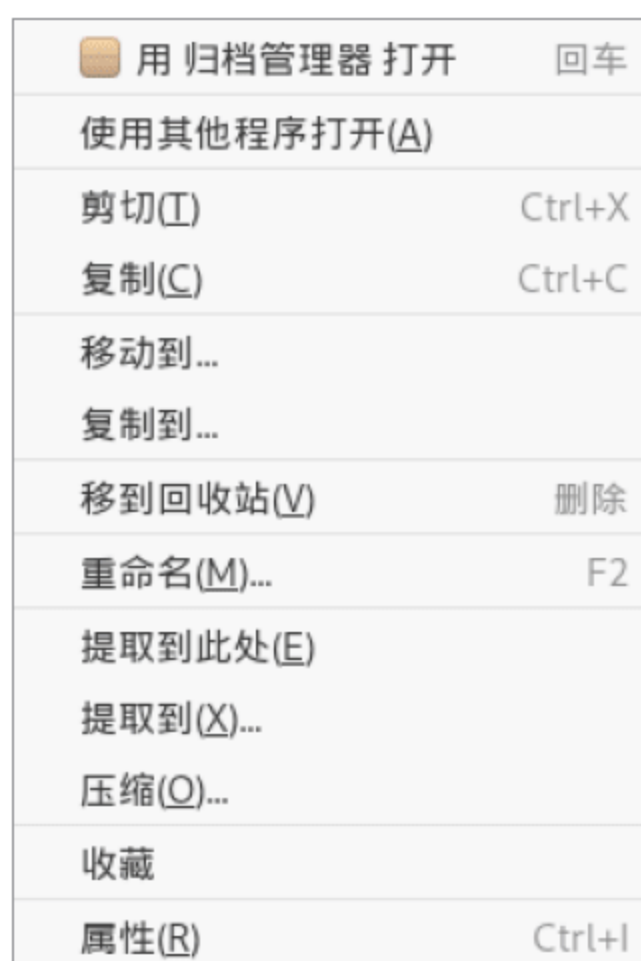 用 归档管理器 打开 回车
使用其他程序打开(A)
剪切(T) Ctrl+X
复制(C) Ctrl+C
移动到...
复制到...
移到回收站(V) 删除
重命名(M)... F2
提取到此处(E)
提取到(X)...
压缩(O)...
收藏
属性(R) Ctrl+I